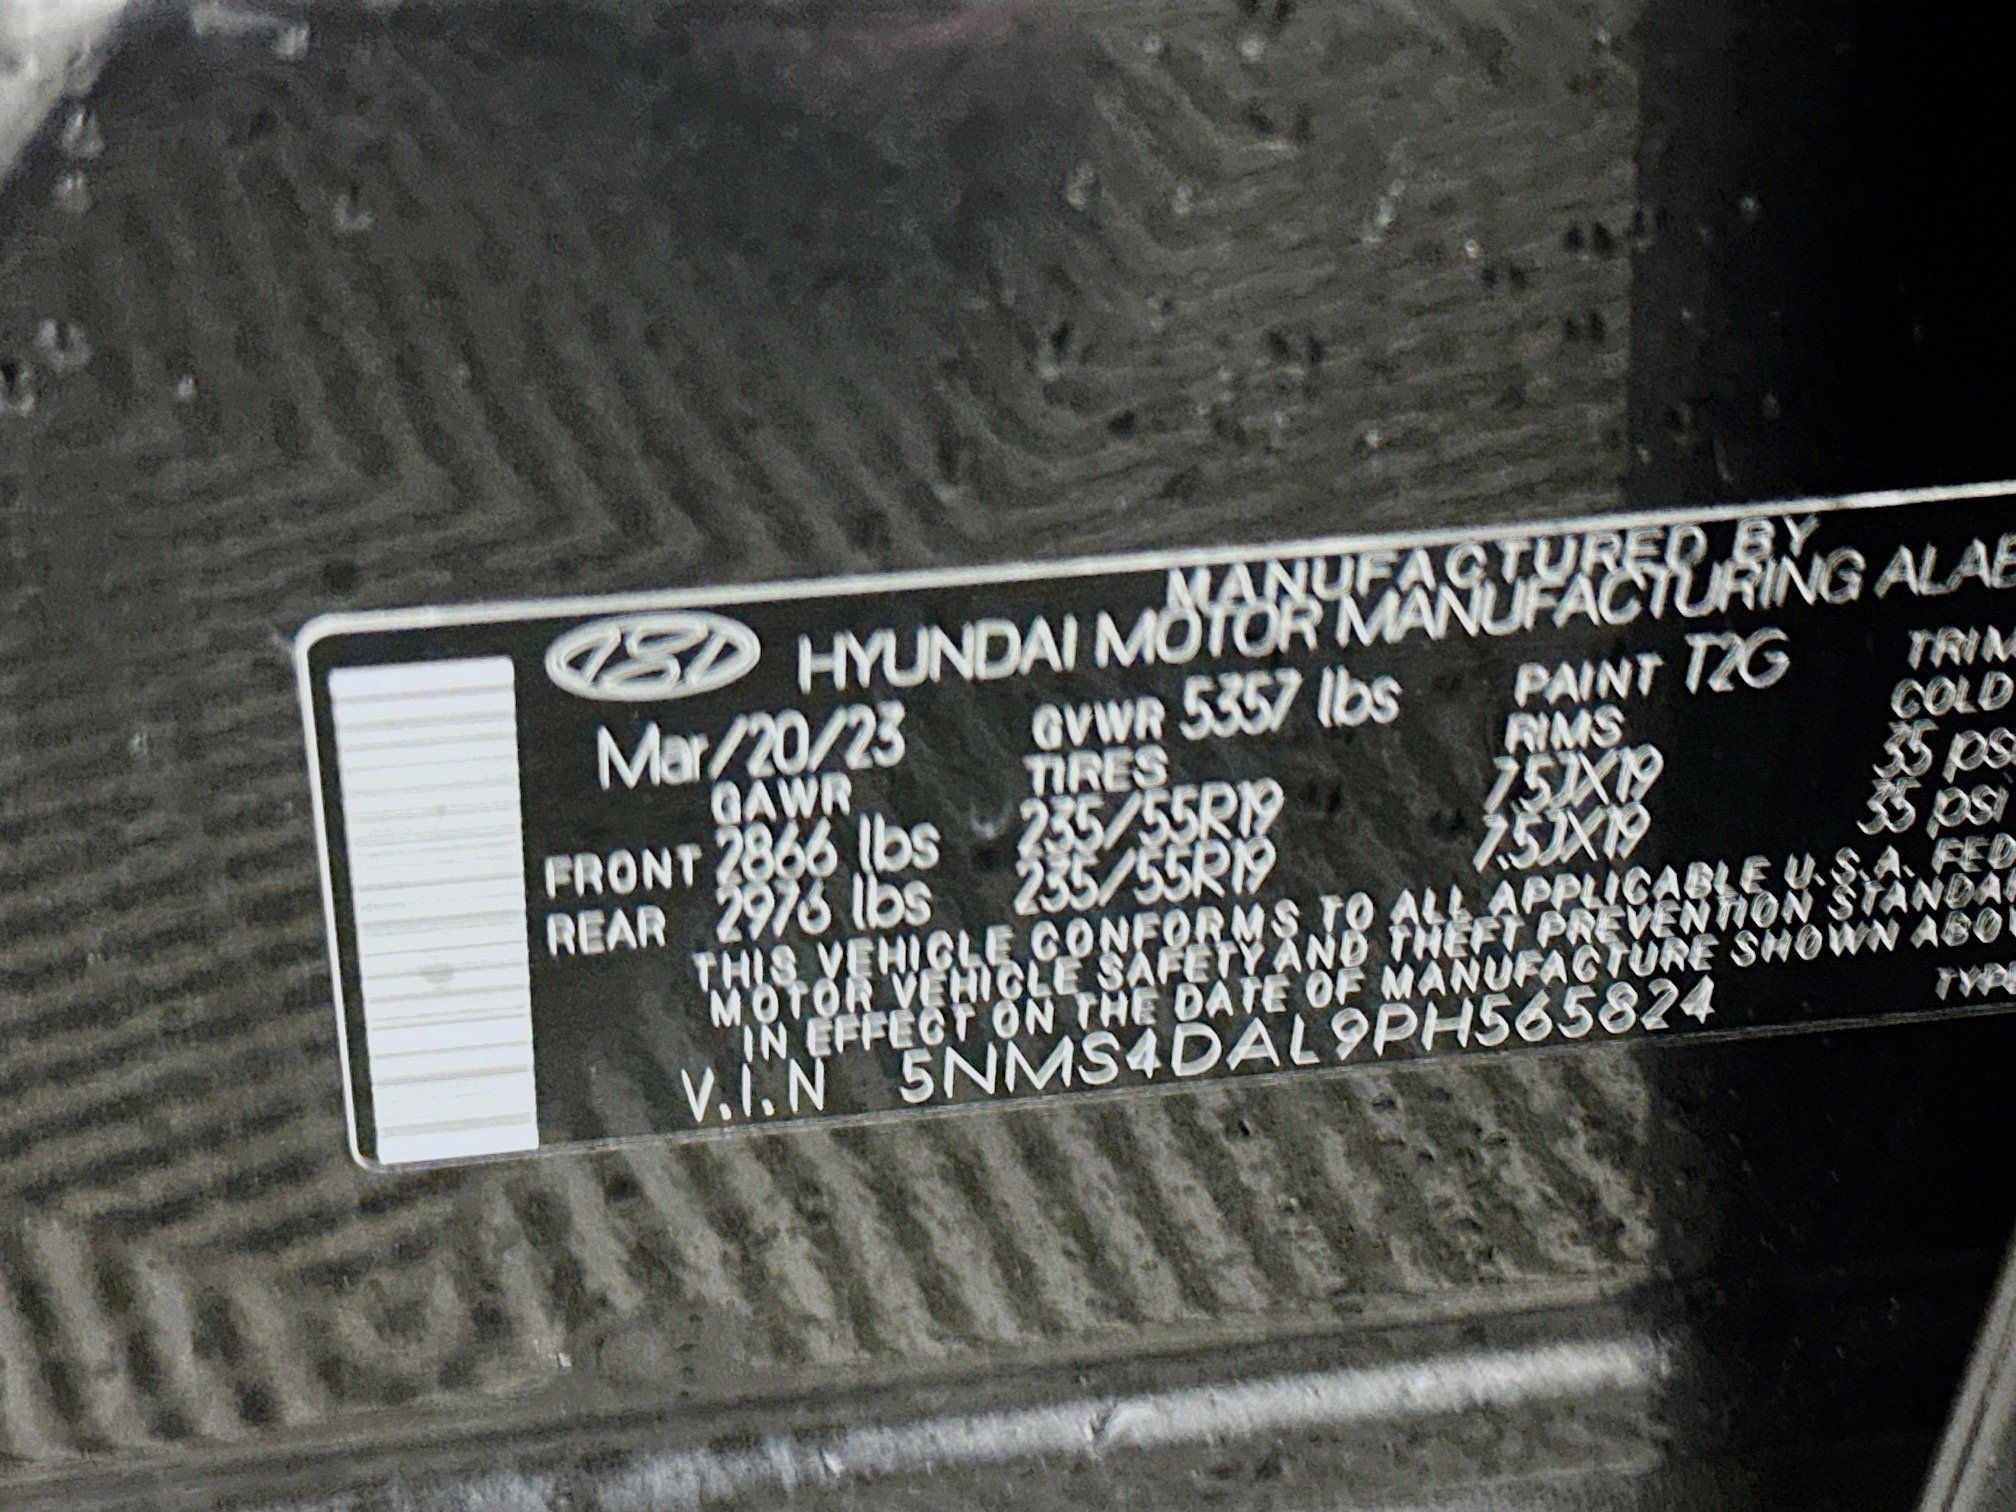 MANUFACTURED BY
HYUNDAI MOTOR MANUFACTURING ALAB
Mar/20/23 GVWR 5357 lbs PAINT T2G TRIM
GAWR TIRES RIMS COLD
FRONT 2866 lbs 235/55R19 7.5JX19 35 psi
REAR 2976 lbs 235/55R19 7.5JX19 35 psi
THIS VEHICLE CONFORMS TO ALL APPLICABLE U.S.A. FED
MOTOR VEHICLE SAFETY AND THEFT PREVENTION STANDAR
IN EFFECT ON THE DATE OF MANUFACTURE SHOWN ABO
V.I.N 5NMS4DAL9PH565824 TYPE